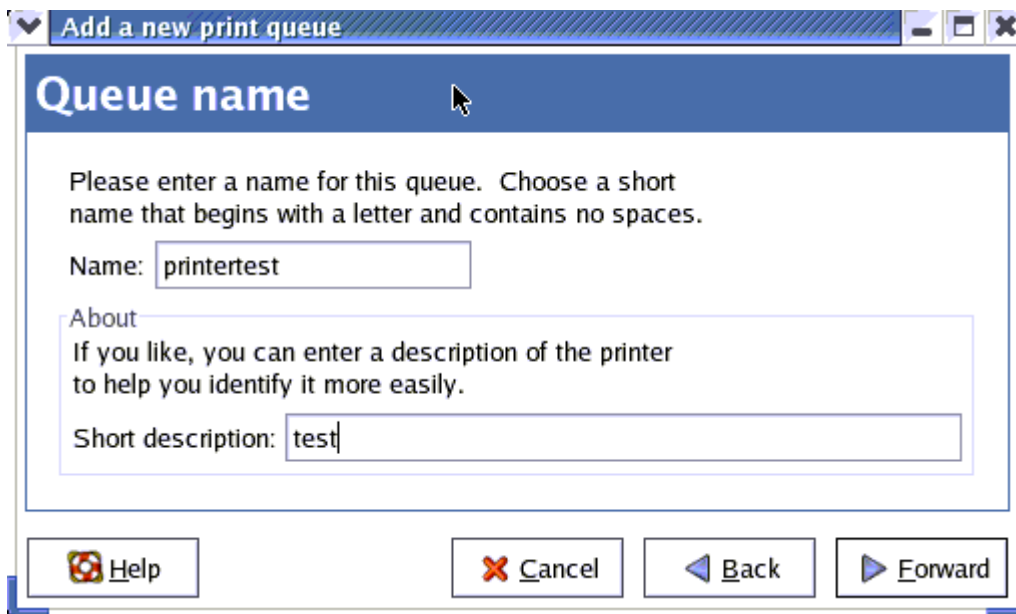 Add a new print queue
Queue name
Please enter a name for this queue.  Choose a short
name that begins with a letter and contains no spaces.
Name: printertest
About
If you like, you can enter a description of the printer
to help you identify it more easily.
Short description: test
Help
Cancel
Back
Forward